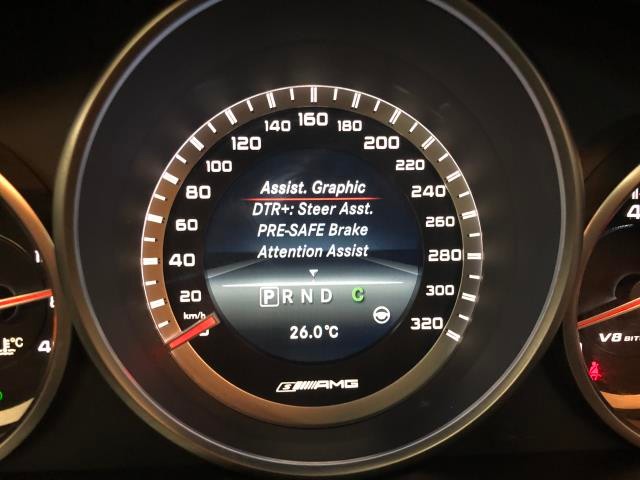 140 160 180
120 200
100 220
80 240
60 260
40 280
20 300
km/h 320
Assist. Graphic
DTR+: Steer Asst.
PRE-SAFE Brake
Attention Assist
P R N D C
26.0°C
S AMG
°C
V8 BIT